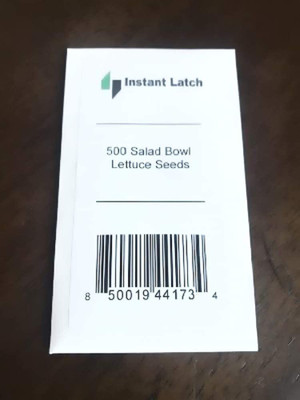 Instant Latch
500 Salad Bowl
Lettuce Seeds
8 50019 44173 4